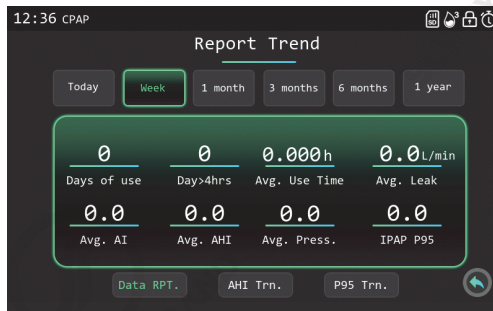 12:36 CPAP
SD 3
Report Trend
Today Week 1 month 3 months 6 months 1 year
0 0 0.000h 0.0L/min
Days of use Day>4hrs Avg. Use Time Avg. Leak
0.0 0.0 0.0 0.0
Avg. AI Avg. AHI Avg. Press. IPAP P95
Data RPT. AHI Trn. P95 Trn.